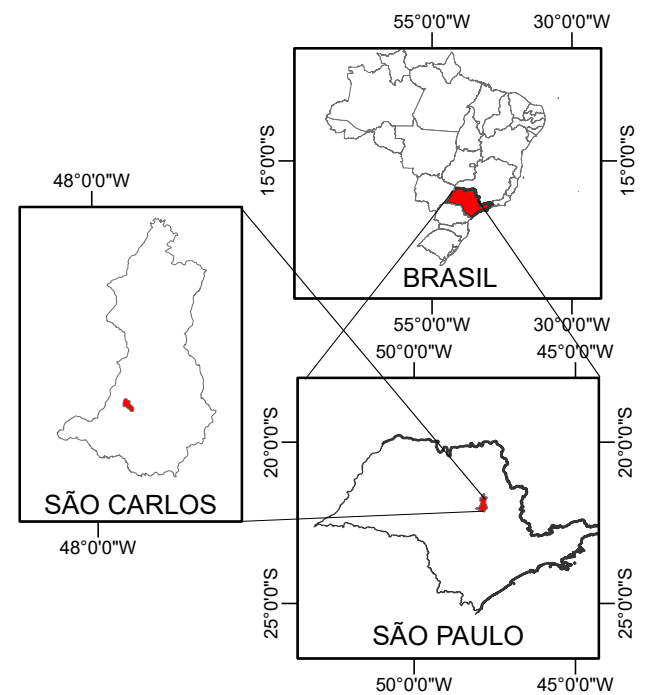 55°0'0"W 30°0'0"W
15°0'0"S 15°0'0"S
BRASIL
55°0'0"W 30°0'0"W
48°0'0"W
SÃO CARLOS
48°0'0"W
50°0'0"W 45°0'0"W
20°0'0"S 20°0'0"S
25°0'0"S 25°0'0"S
SÃO PAULO
50°0'0"W 45°0'0"W